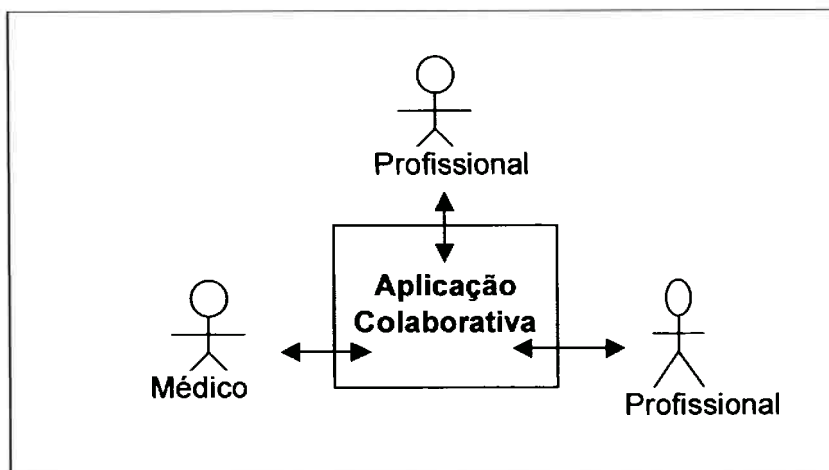 Profissional
Aplicação
Colaborativa
Médico
Profissional